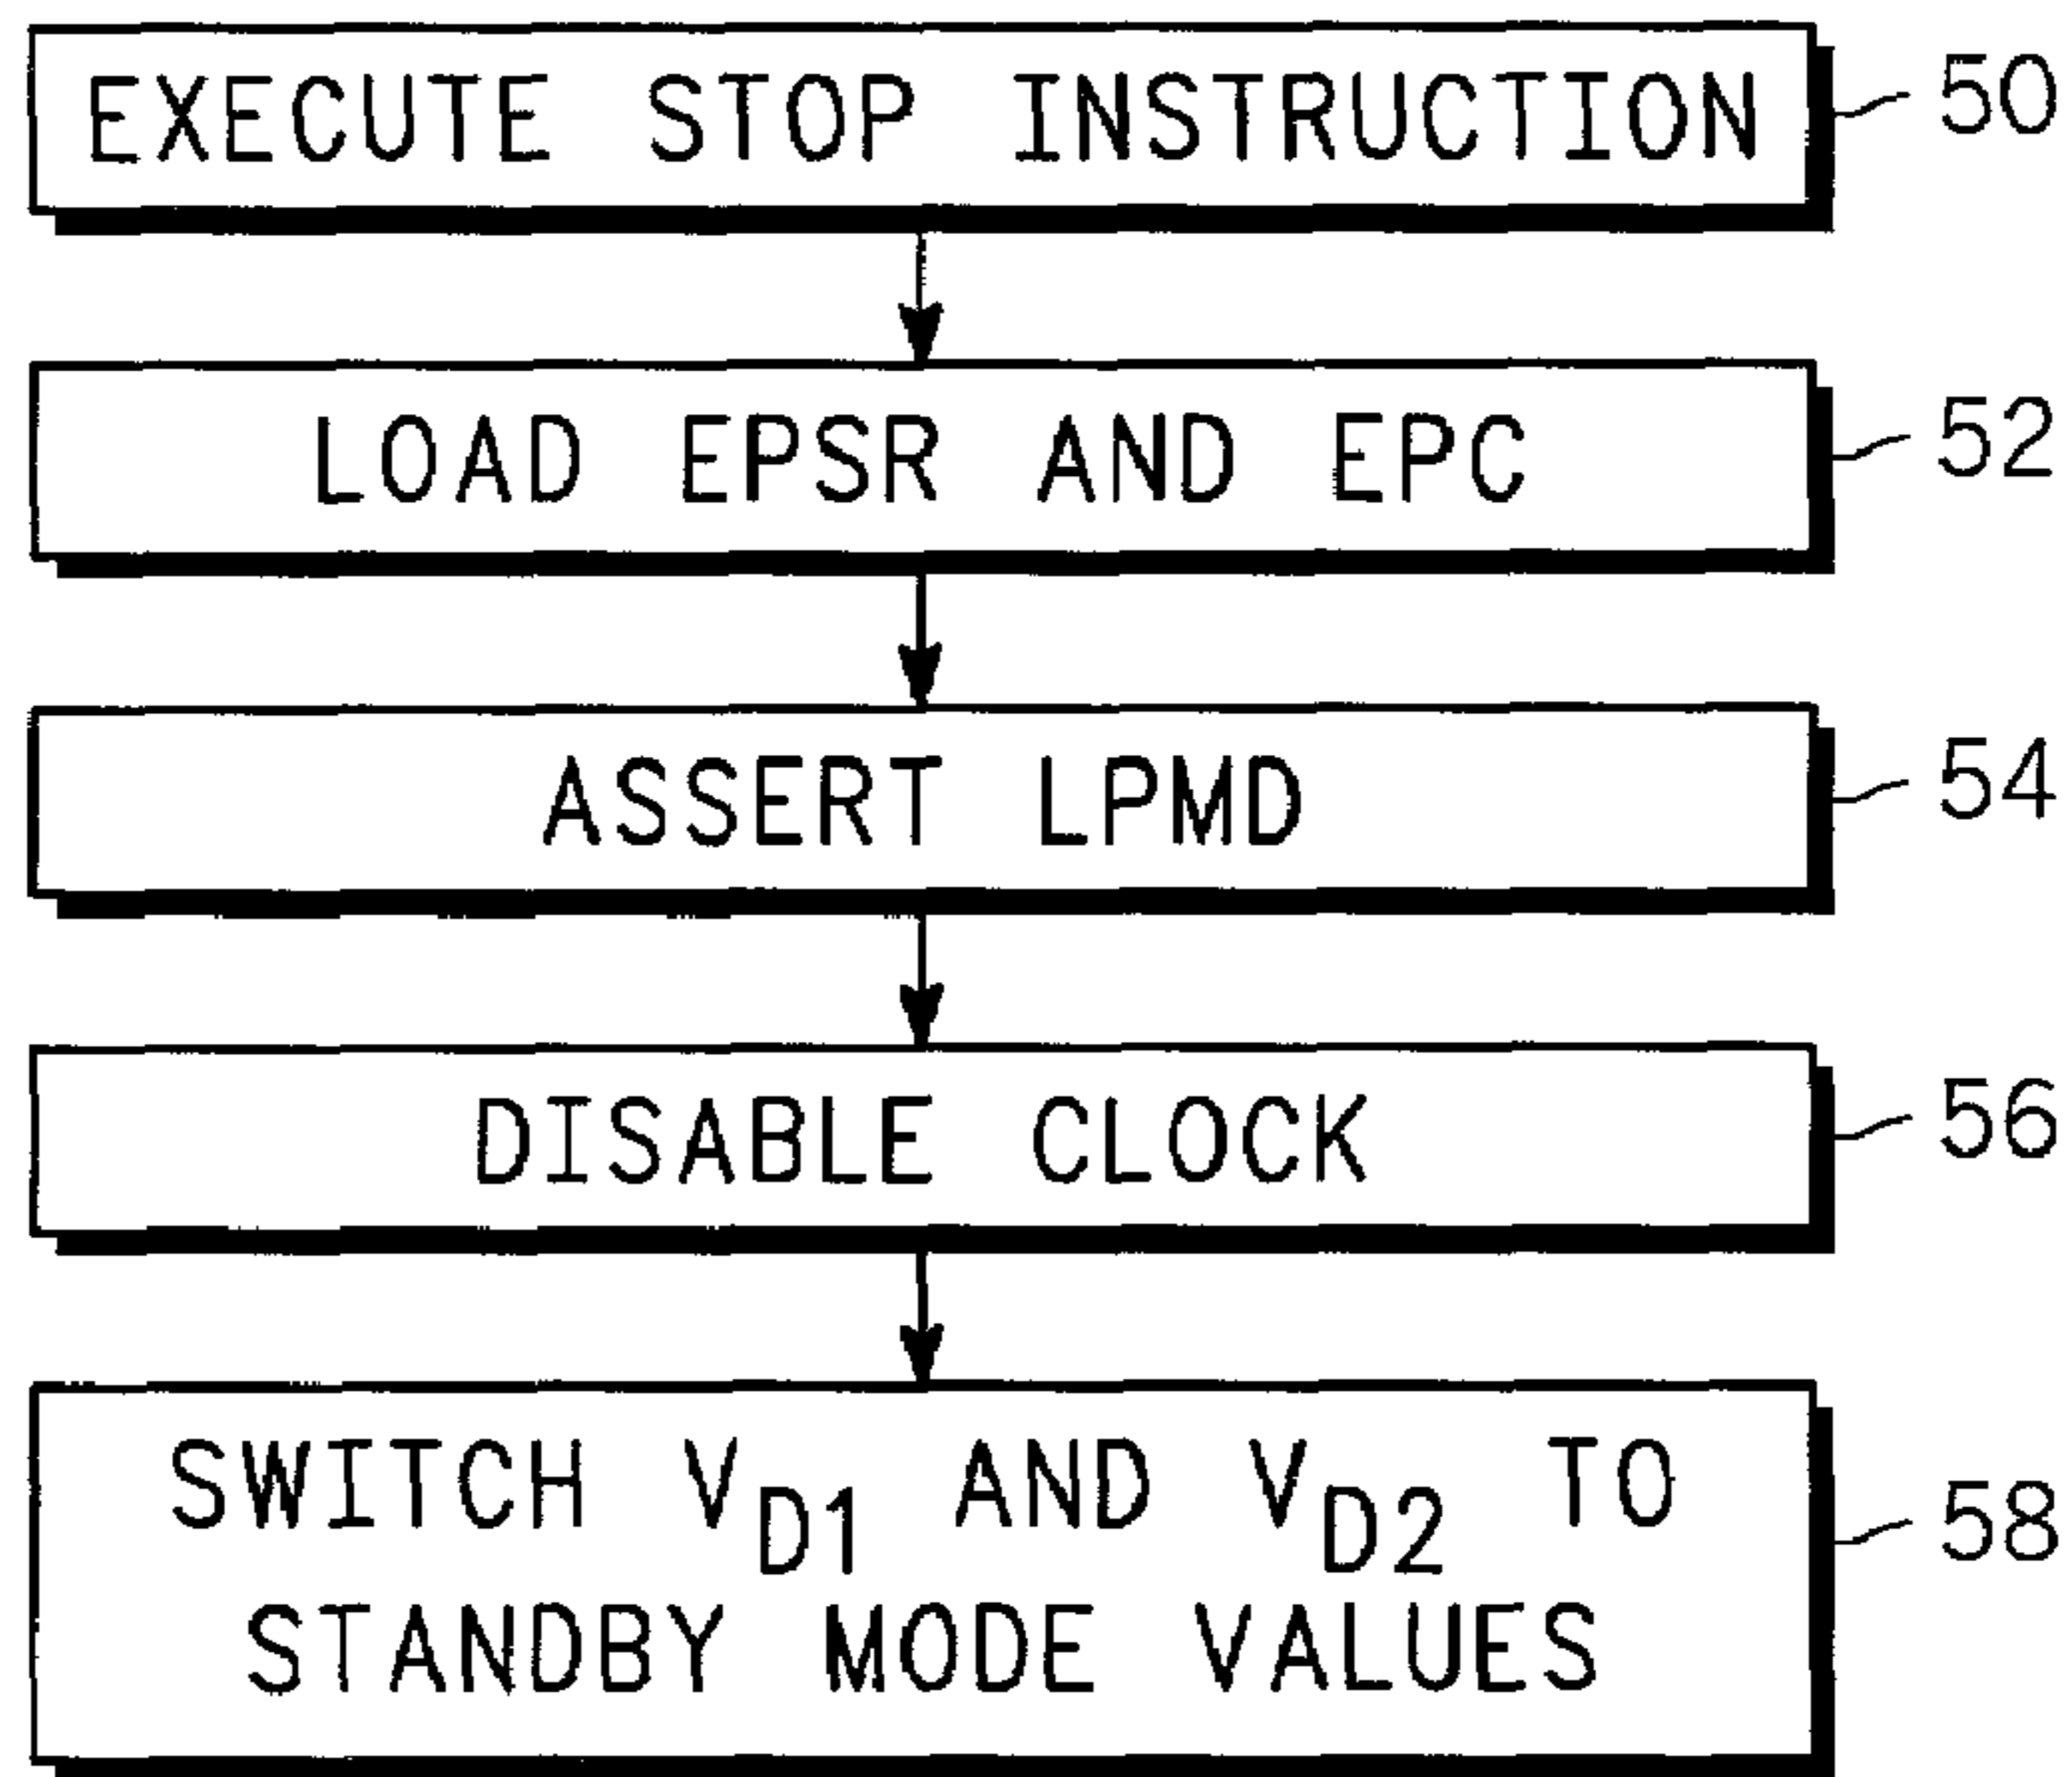 EXECUTE STOP INSTRUCTION
50
LOAD EPSR AND EPC
52
ASSERT LPMD
54
DISABLE CLOCK
56
SWITCH VD1 AND VD2 TO
STANDBY MODE VALUES
58